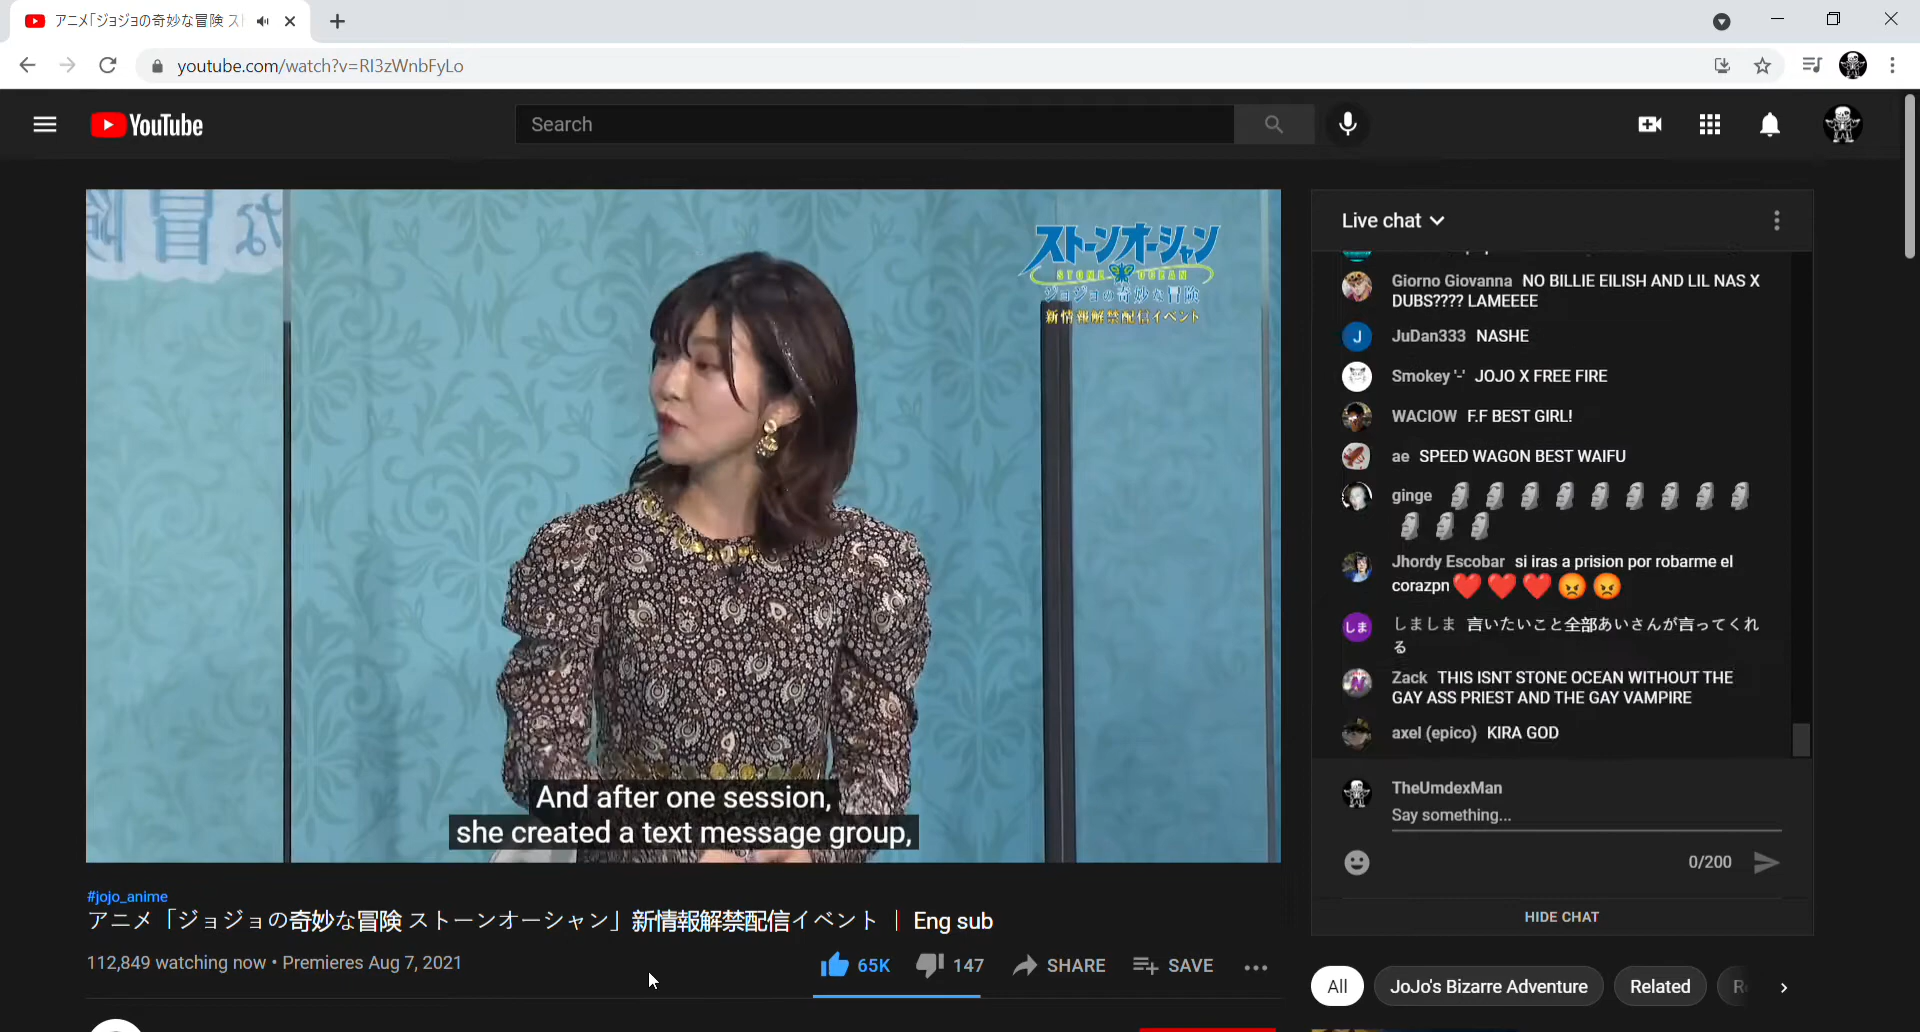 アニメ「ジョジョの奇妙な冒険 ス
youtube.com/watch?v=RI3zWnbFyLo
YouTube
Search
な冒険
ストーンオーシャン
STONE OCEAN
ジョジョの奇妙な冒険
新情報解禁配信イベント
And after one session,
she created a text message group,
#jojo_anime
アニメ「ジョジョの奇妙な冒険 ストーンオーシャン」新情報解禁配信イベント ｜ Eng sub
112,849 watching now • Premieres Aug 7, 2021
65K 147 SHARE SAVE
Live chat
Giorno Giovanna NO BILLIE EILISH AND LIL NAS X
DUBS???? LAMEEEE
J JuDan333 NASHE
Smokey '-' JOJO X FREE FIRE
WACIOW F.F BEST GIRL!
ae SPEED WAGON BEST WAIFU
ginge 🗿🗿🗿🗿🗿🗿🗿🗿🗿
🗿🗿🗿
Jhordy Escobar si iras a prision por robarme el
corazpn❤️❤️❤️😡😡
しま しましま 言いたいこと全部あいさんが言ってくれ
る
Zack THIS ISNT STONE OCEAN WITHOUT THE
GAY ASS PRIEST AND THE GAY VAMPIRE
axel (epico) KIRA GOD
TheUmdexMan
Say something...
0/200
HIDE CHAT
All JoJo's Bizarre Adventure Related